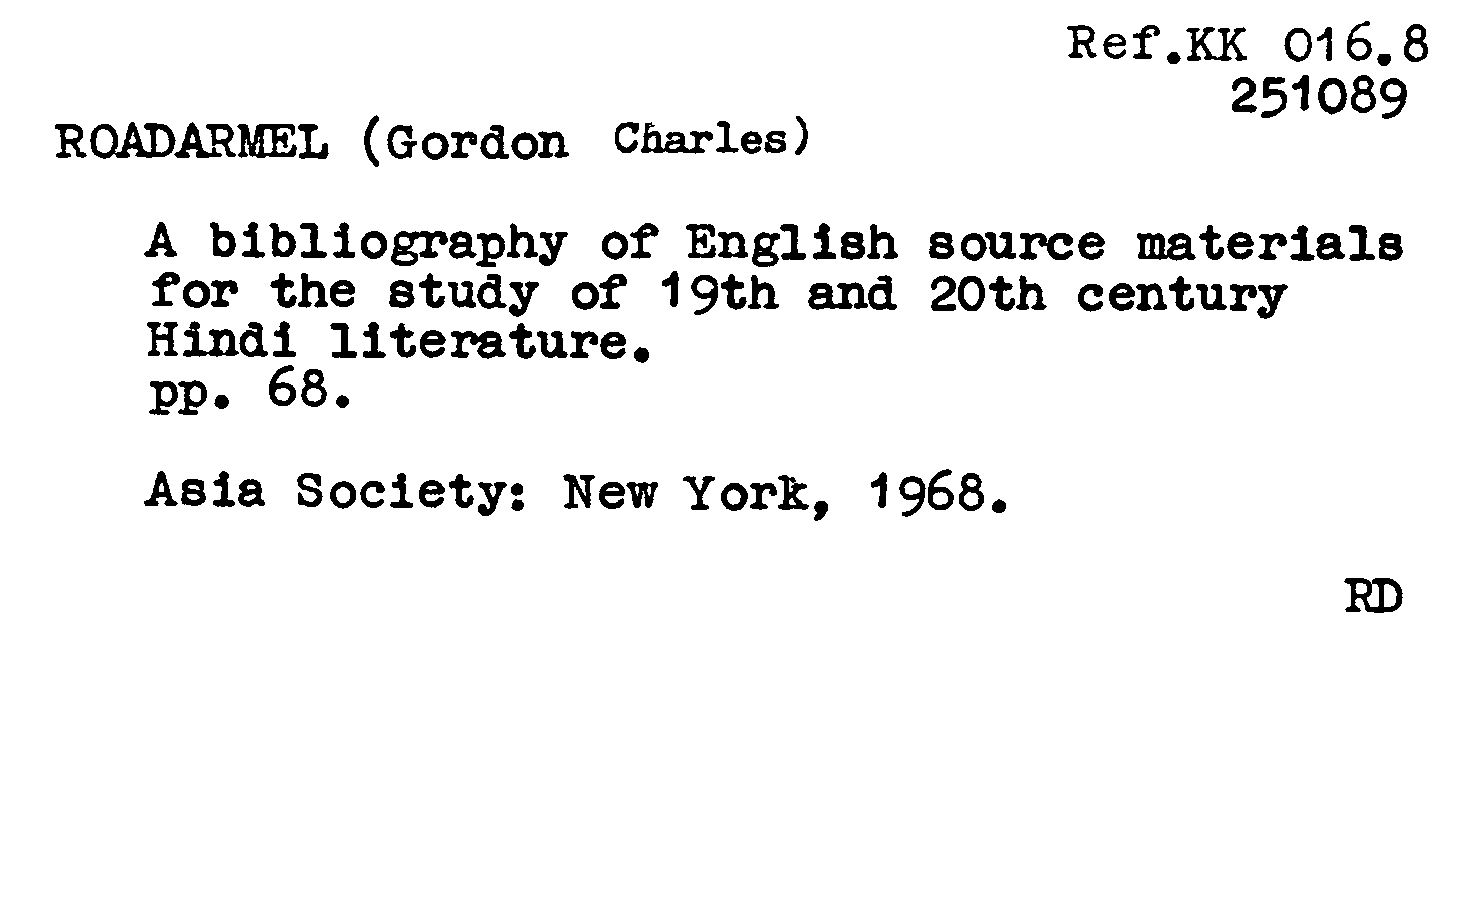 Ref.KK 016.8
251089
ROADARMEL (Gordon Charles)
A bibliography of English source materials
for the study of 19th and 20th century
Hindi literature.
pp. 68.
Asia Society: New York, 1968.
RD